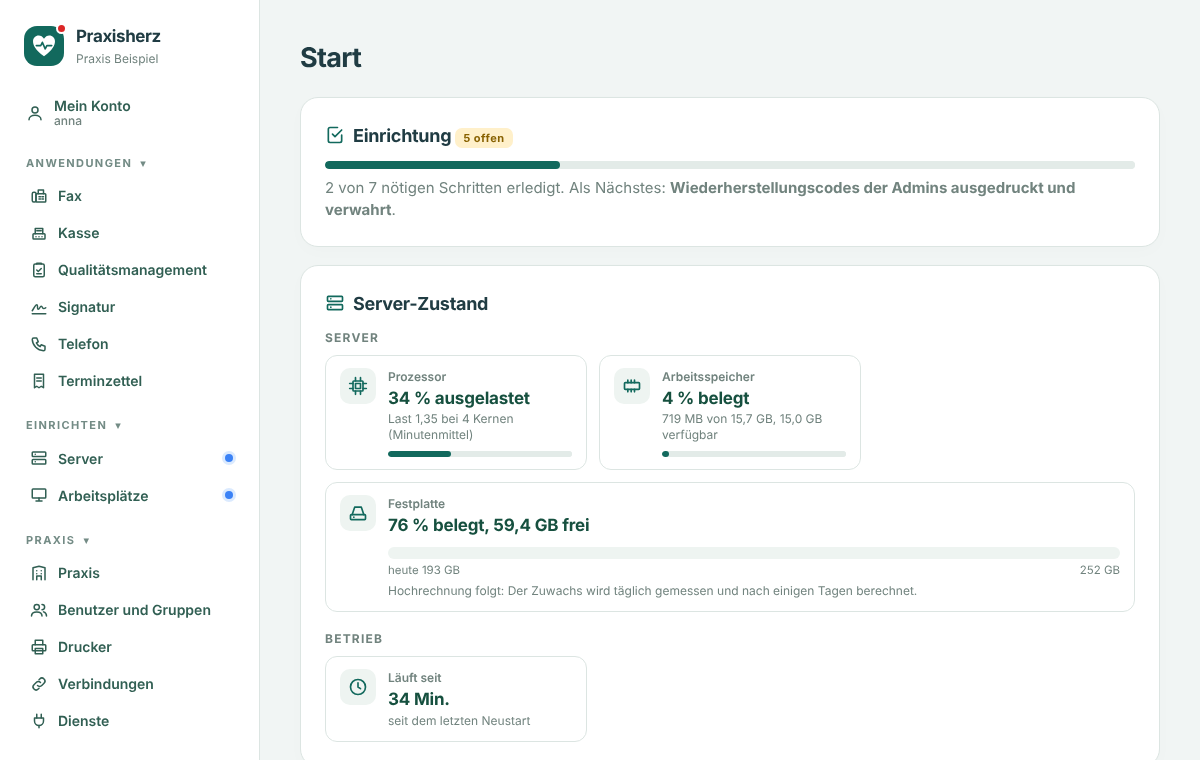 Praxisherz
Praxis Beispiel
Mein Konto
anna
ANWENDUNGEN ▾
Fax
Kasse
Qualitätsmanagement
Signatur
Telefon
Terminzettel
EINRICHTEN ▾
Server
Arbeitsplätze
PRAXIS ▾
Praxis
Benutzer und Gruppen
Drucker
Verbindungen
Dienste
Start
Einrichtung 5 offen
2 von 7 nötigen Schritten erledigt. Als Nächstes: Wiederherstellungscodes der Admins ausgedruckt und
verwahrt.
Server-Zustand
SERVER
Prozessor
34 % ausgelastet
Last 1,35 bei 4 Kernen
(Minutenmittel)
Arbeitsspeicher
4 % belegt
719 MB von 15,7 GB, 15,0 GB
verfügbar
Festplatte
76 % belegt, 59,4 GB frei
heute 193 GB
252 GB
Hochrechnung folgt: Der Zuwachs wird täglich gemessen und nach einigen Tagen berechnet.
BETRIEB
Läuft seit
34 Min.
seit dem letzten Neustart